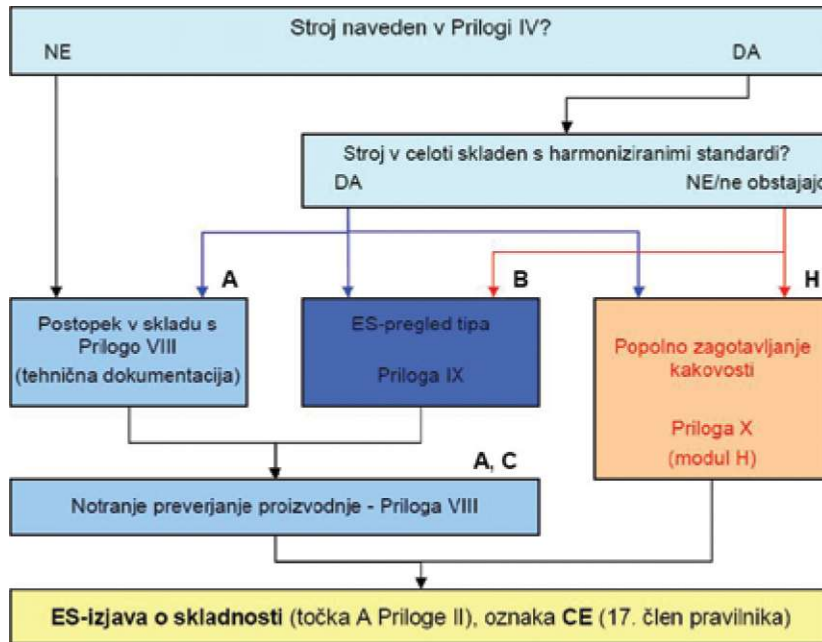 Stroj naveden v Prilogi IV?
NE
DA
Stroj v celoti skladen s harmoniziranimi standardi?
DA
NE/ne obstajajo
A
B
H
Postopek v skladu s
Prilogo VIII
(tehnična dokumentacija)
ES-pregled tipa
Priloga IX
Popolno zagotavljanje
kakovosti
Priloga X
(modul H)
A, C
Notranje preverjanje proizvodnje - Priloga VIII
ES-izjava o skladnosti (točka A Priloge II), oznaka CE (17. člen pravilnika)